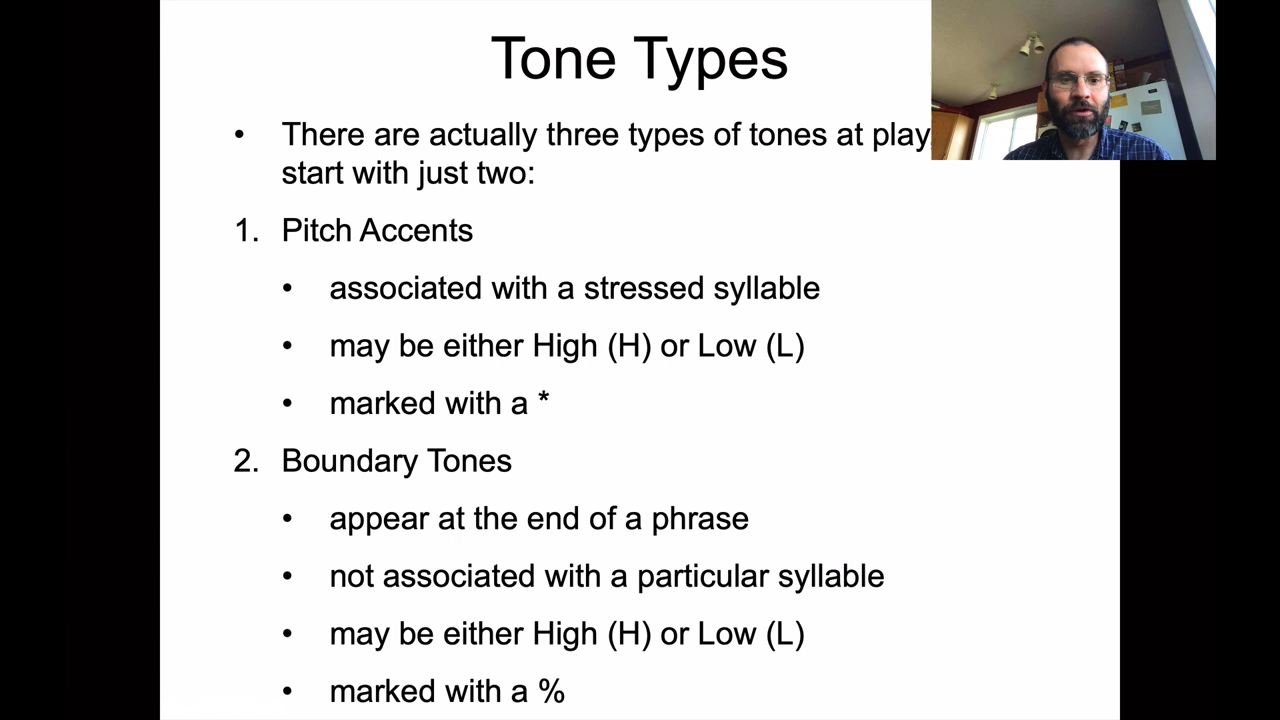 Tone Types
• There are actually three types of tones at play
start with just two:
1. Pitch Accents
• associated with a stressed syllable
• may be either High (H) or Low (L)
• marked with a *
2. Boundary Tones
• appear at the end of a phrase
• not associated with a particular syllable
• may be either High (H) or Low (L)
• marked with a %